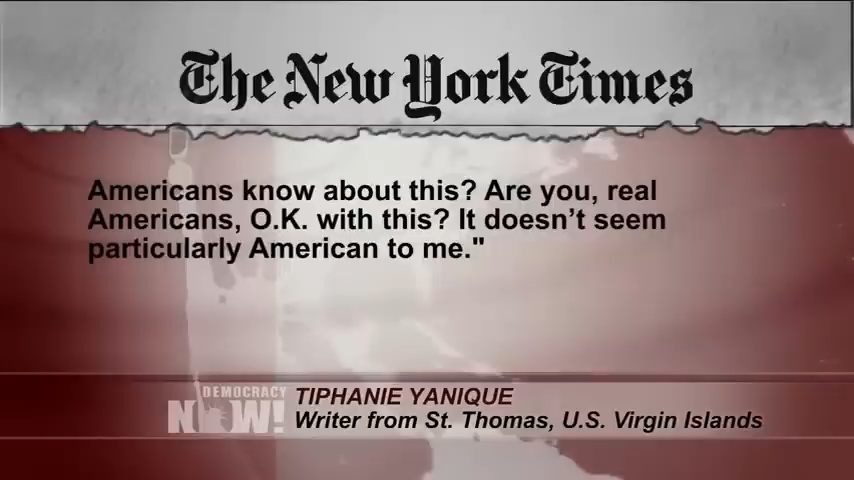 The New York Times
Americans know about this? Are you, real
Americans, O.K. with this? It doesn't seem
particularly American to me."
DEMOCRACY
NOW!
TIPHANIE YANIQUE
Writer from St. Thomas, U.S. Virgin Islands